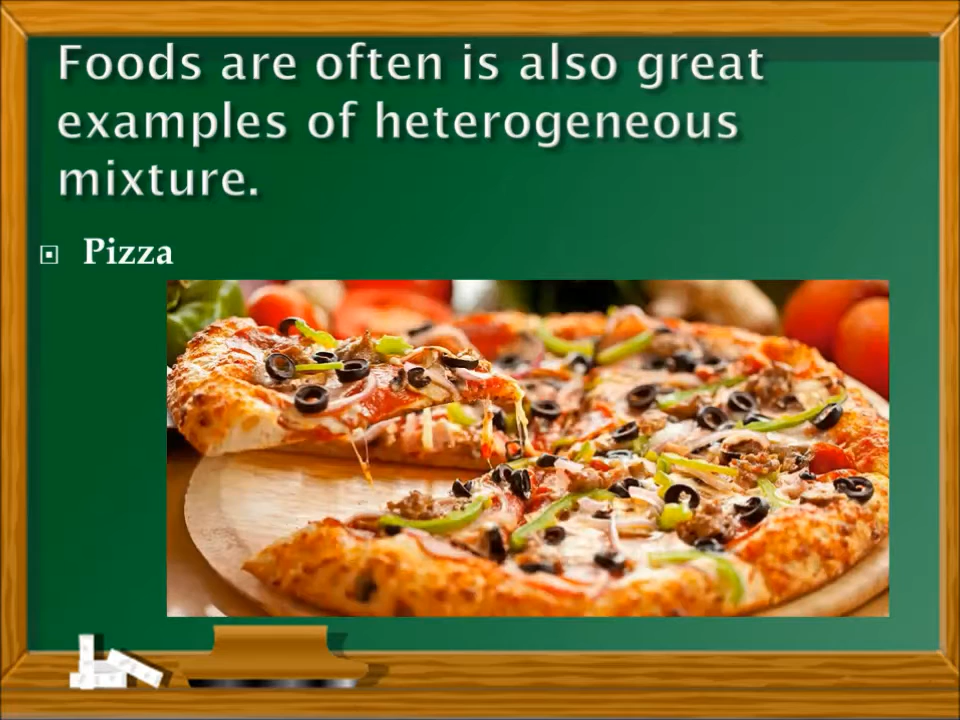 Foods are often is also great
examples of heterogeneous
mixture.
Pizza